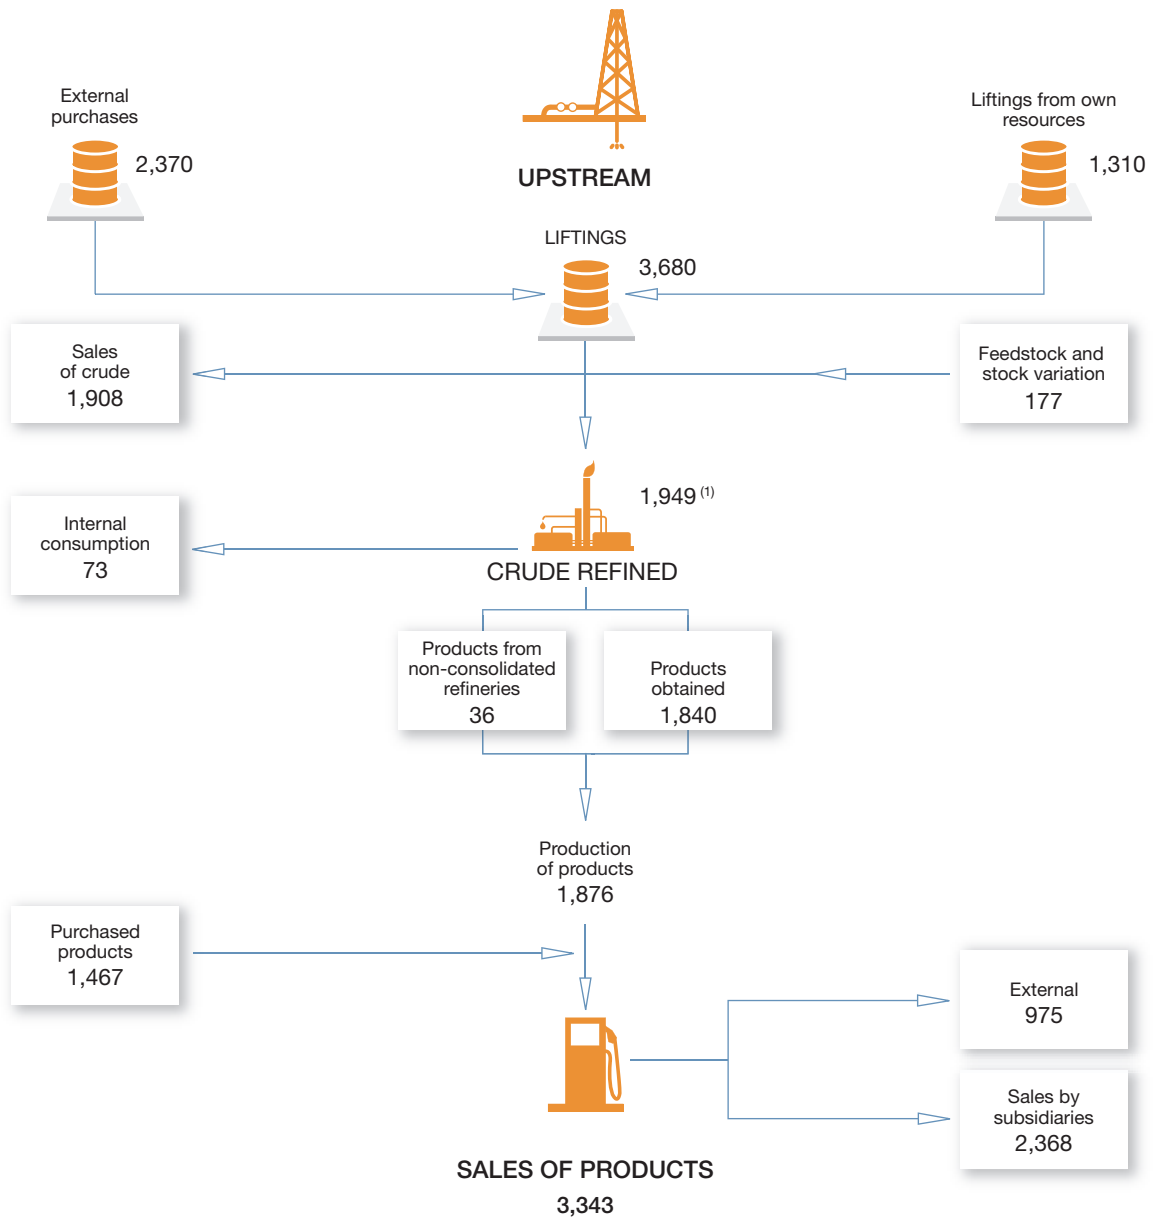 External
purchases
2,370
UPSTREAM
Liftings from own
resources
1,310
LIFTINGS
3,680
Sales
of crude
1,908
Feedstock and
stock variation
177
1,949 (1)
CRUDE REFINED
Internal
consumption
73
Products from
non-consolidated
refineries
36
Products
obtained
1,840
Production
of products
1,876
Purchased
products
1,467
External
975
Sales by
subsidiaries
2,368
SALES OF PRODUCTS
3,343